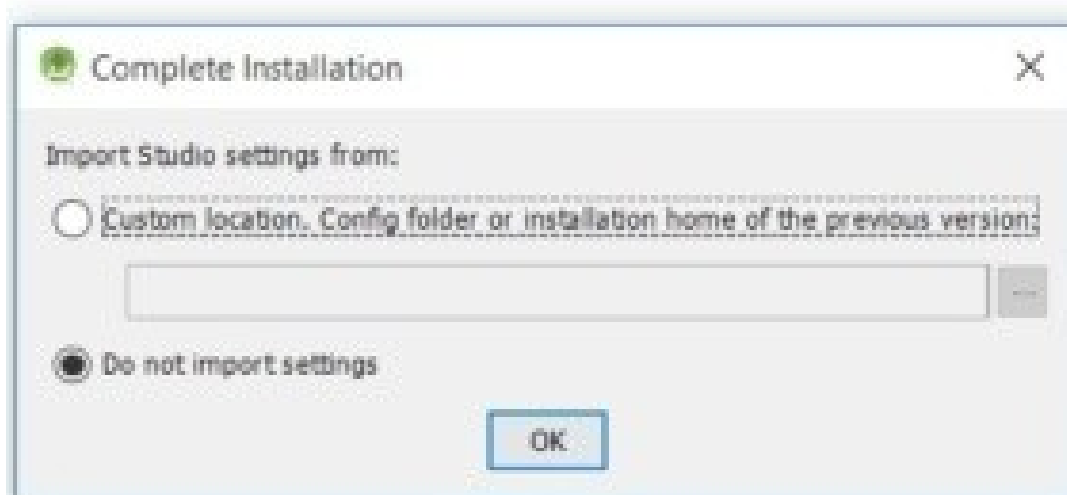 Complete Installation
Import Studio settings from:
Custom location. Config folder or installation home of the previous version:
...
Do not import settings
OK